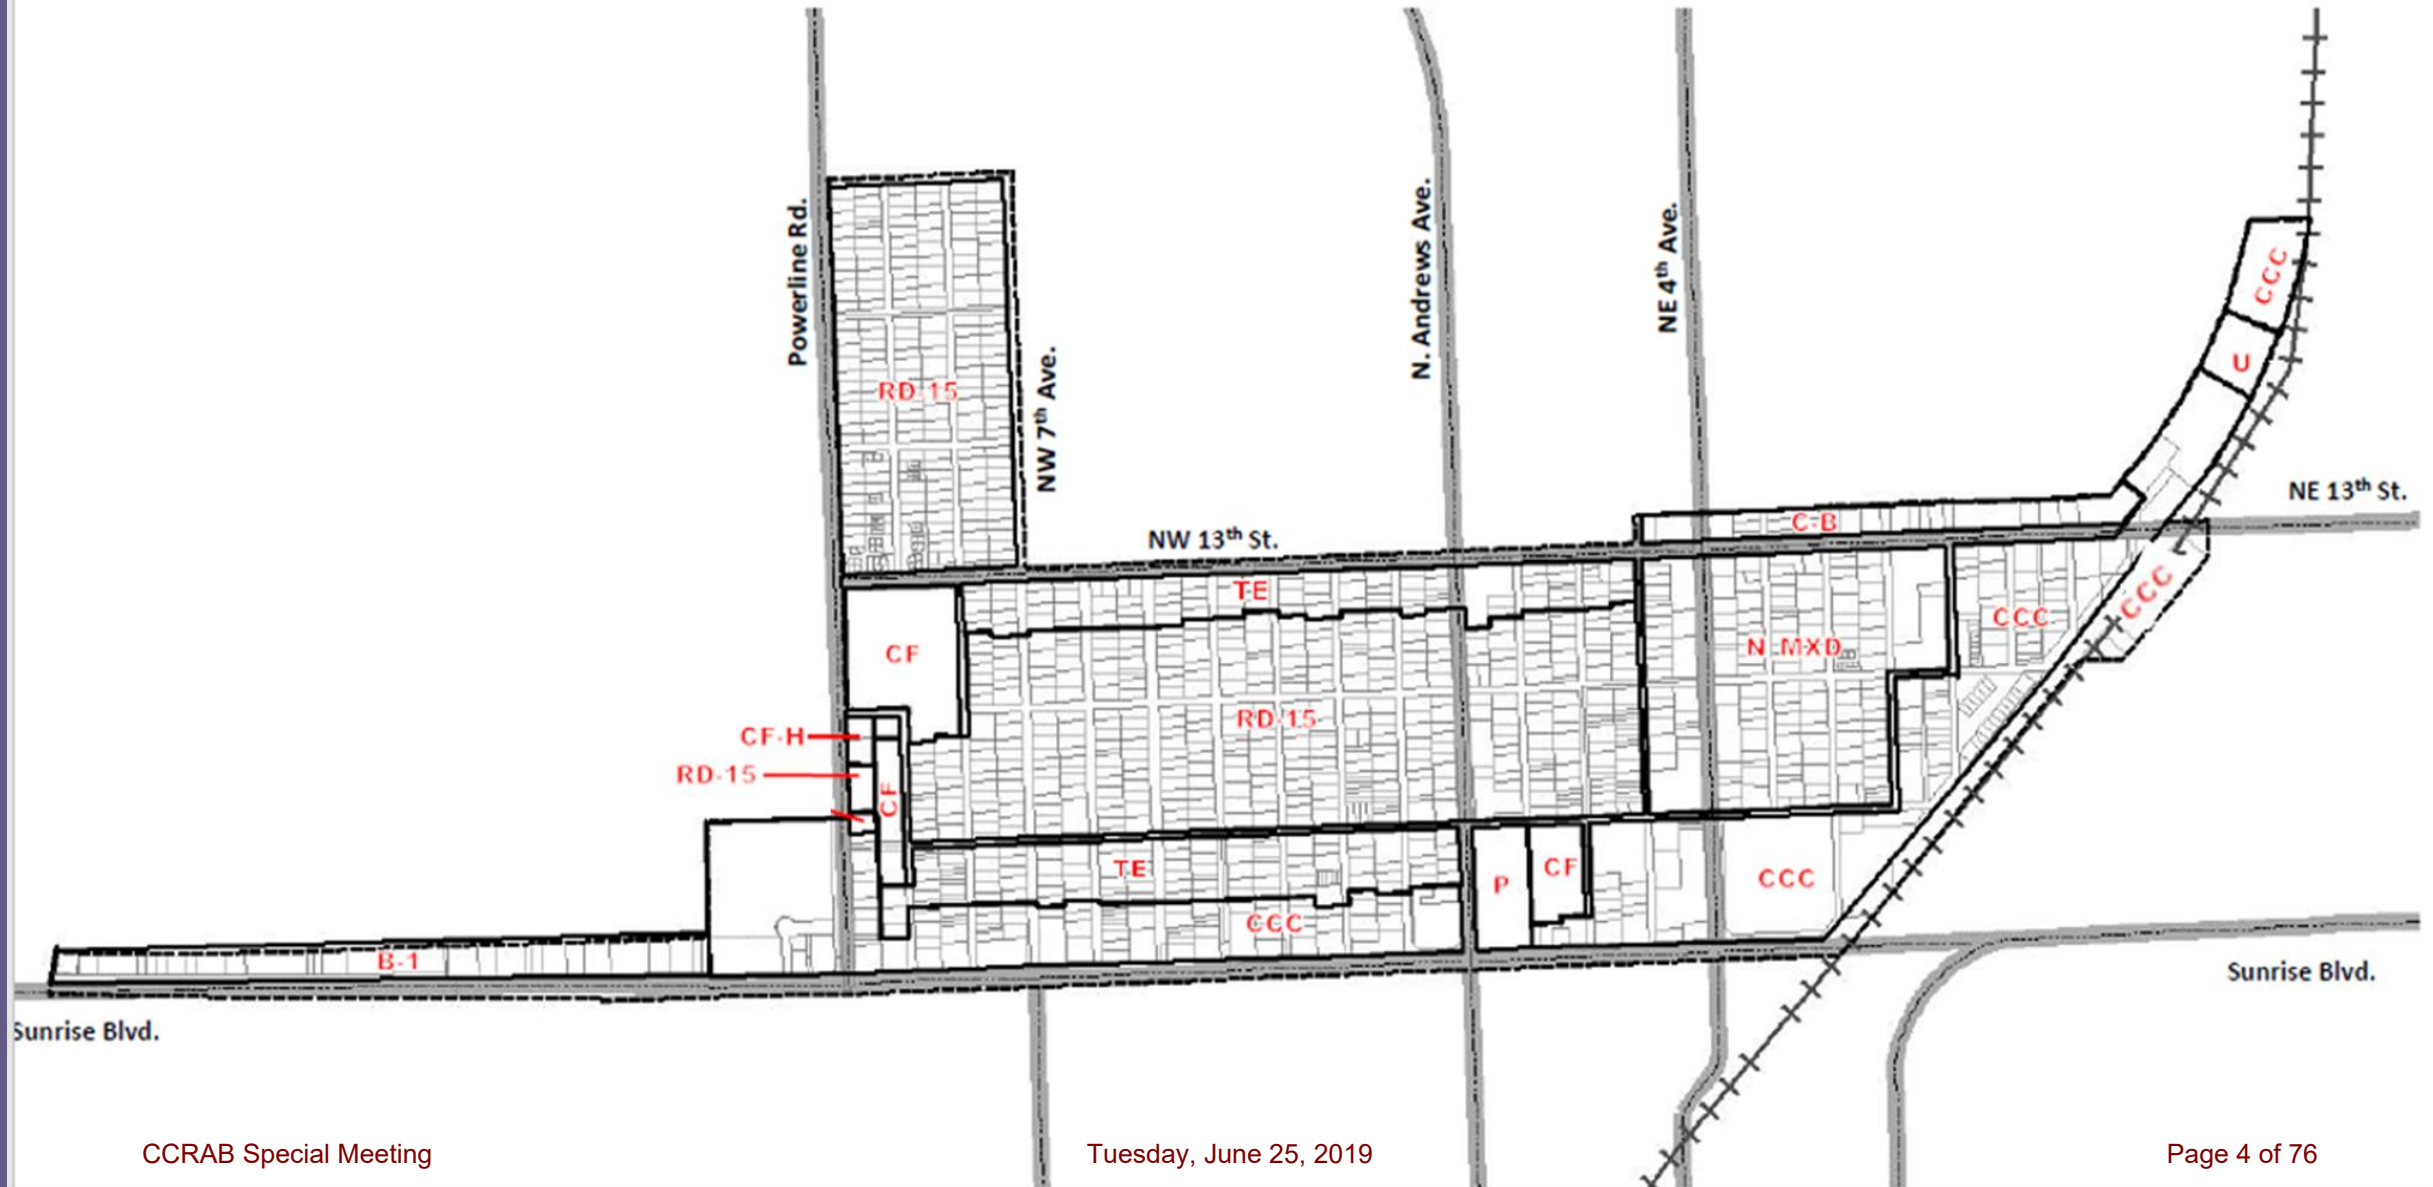 Powerline Rd.
N. Andrews Ave.
NE 4th Ave.
CCC
U
RD-15
NW 7th Ave.
NE 13th St.
C-B
NW 13th St.
TE
CCC
CCC
N MXD
CF
RD-15
CF-H
RD-15
CF
TE
P
CF
CCC
CCC
B-1
Sunrise Blvd.
Sunrise Blvd.
CCRAB Special Meeting
Tuesday, June 25, 2019
Page 4 of 76